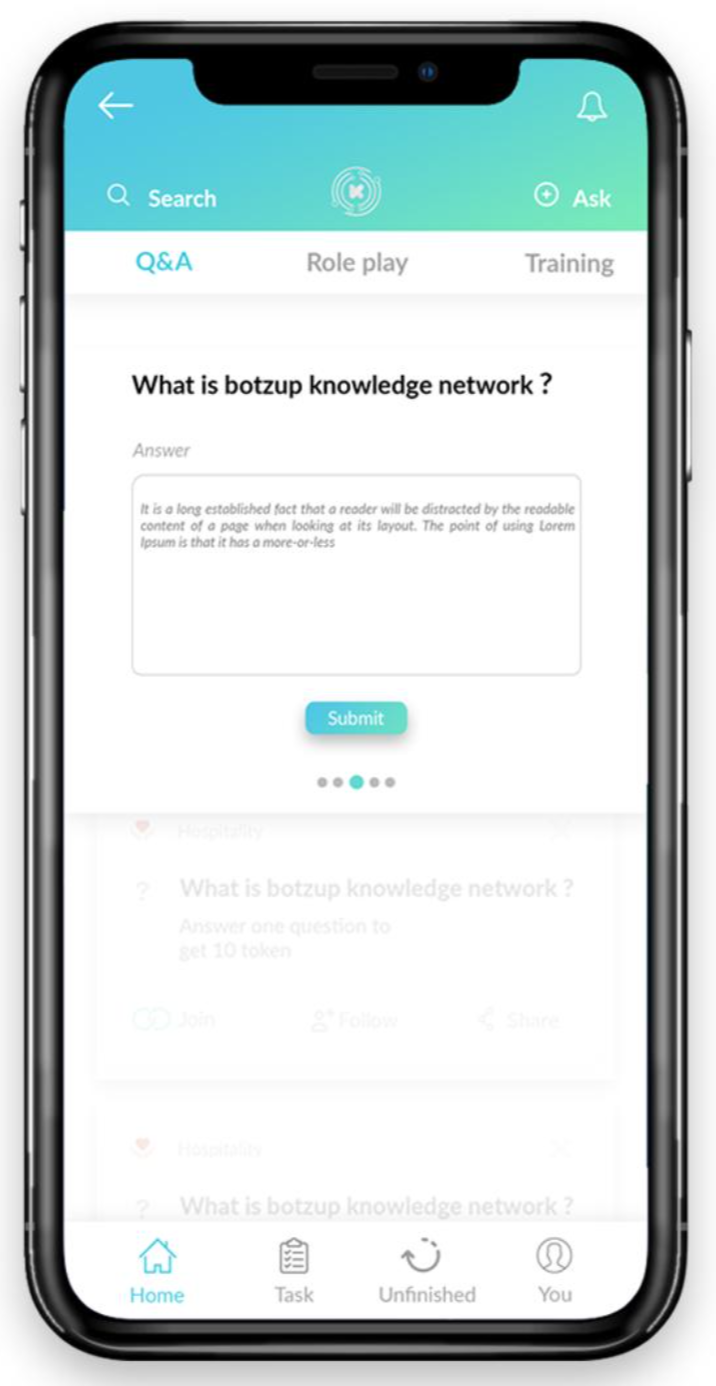 Search
Ask
Q&A
Role play
Training
What is botzup knowledge network ?
Answer
It is a long established fact that a reader will be distracted by the readable
content of a page when looking at its layout. The point of using Lorem
Ipsum is that it has a more-or-less
Submit
Hospitality
? What is botzup knowledge network ?
Answer one question to
get 10 token
Join
Follow
Share
Hospitality
? What is botzup knowledge network ?
Home
Task
Unfinished
You